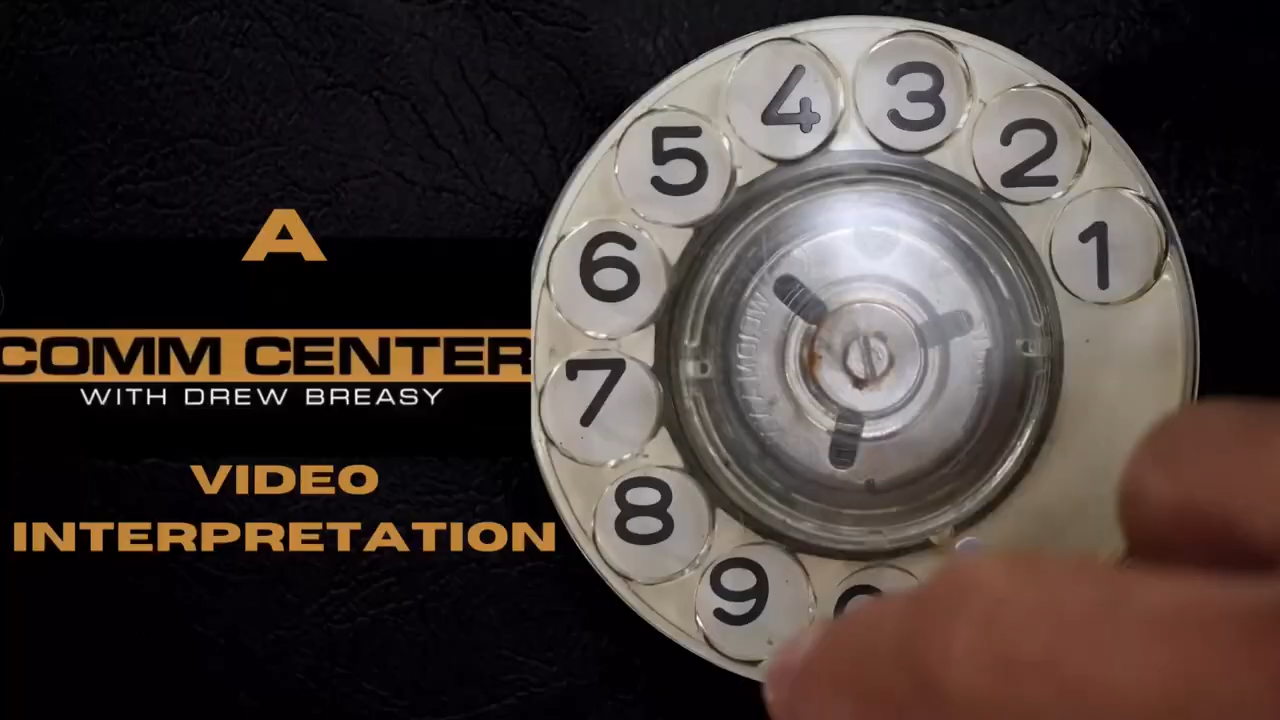 A
COMM CENTER
WITH DREW BREASY
VIDEO
INTERPRETATION
3
4
2
5
1
6
7
8
9